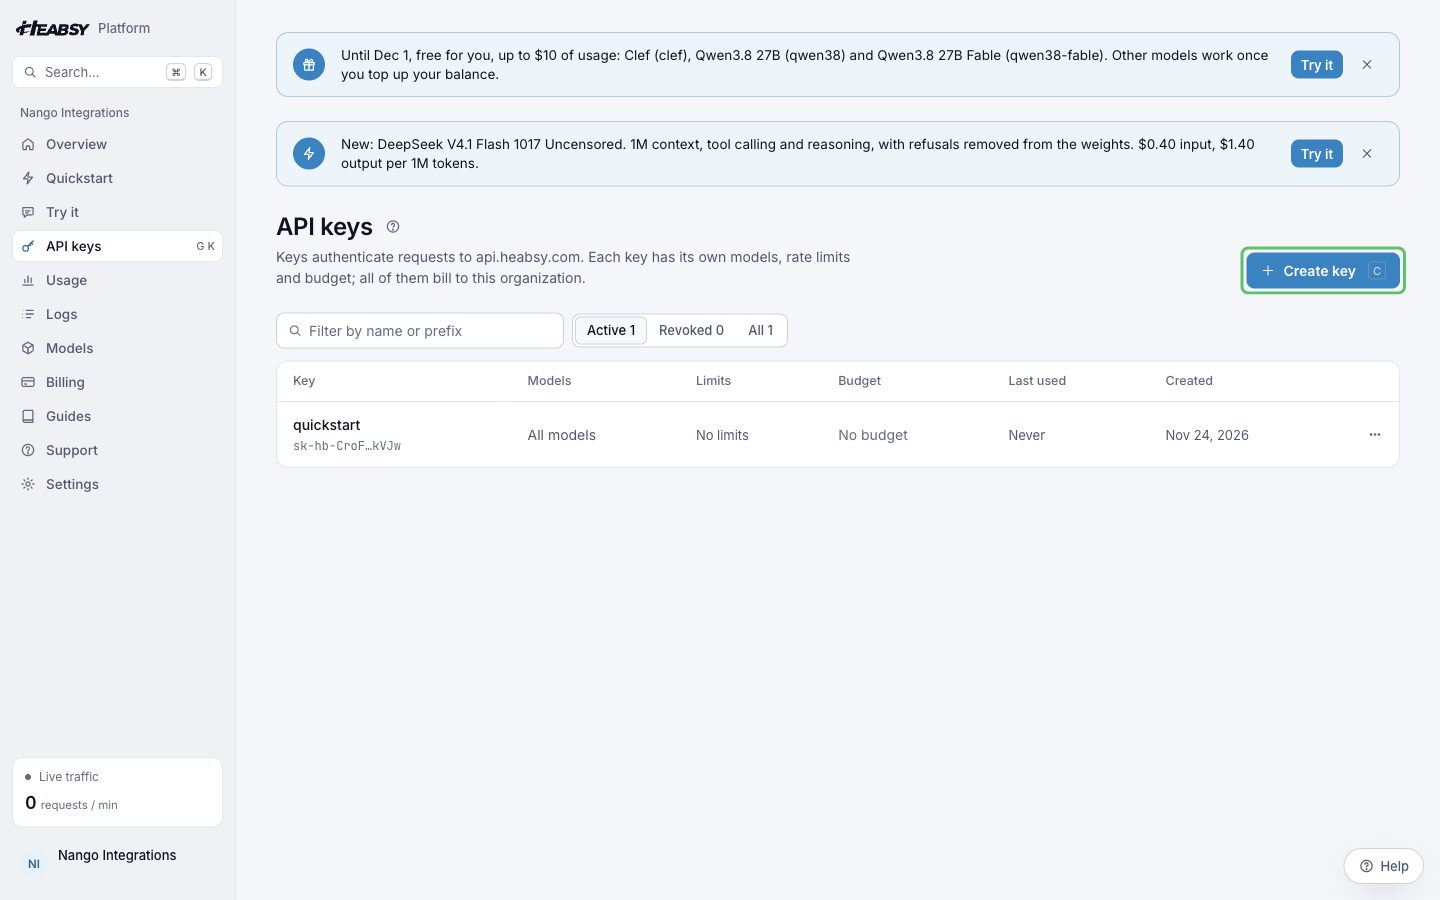 HEABSY Platform
Search...
⌘ K
Nango Integrations
Overview
Quickstart
Try it
API keys G K
Usage
Logs
Models
Billing
Guides
Support
Settings
Live traffic
0 requests / min
NI Nango Integrations
Until Dec 1, free for you, up to $10 of usage: Clef (clef), Qwen3.8 27B (qwen38) and Qwen3.8 27B Fable (qwen38-fable). Other models work once
you top up your balance.
Try it
New: DeepSeek V4.1 Flash 1017 Uncensored. 1M context, tool calling and reasoning, with refusals removed from the weights. $0.40 input, $1.40
output per 1M tokens.
Try it
API keys
Keys authenticate requests to api.heabsy.com. Each key has its own models, rate limits
and budget; all of them bill to this organization.
Create key C
Filter by name or prefix
Active 1 Revoked 0 All 1
Key Models Limits Budget Last used Created
quickstart
sk-hb-CroF…kVJw
All models No limits No budget Never Nov 24, 2026
Help